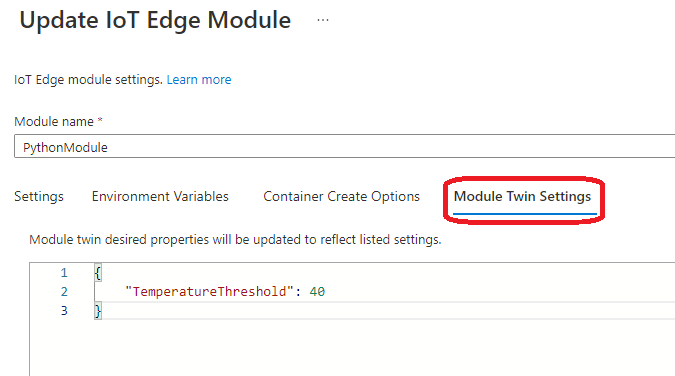 Update IoT Edge Module ...
IoT Edge module settings. Learn more
Module name *
PythonModule
Settings Environment Variables Container Create Options Module Twin Settings
Module twin desired properties will be updated to reflect listed settings.
1 {
2 "TemperatureThreshold": 40
3 }